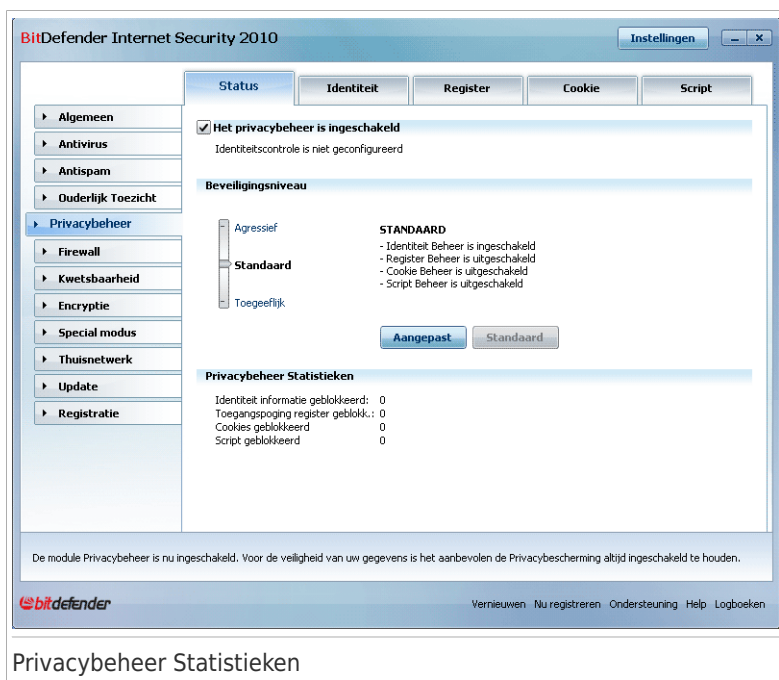 BitDefender Internet Security 2010
Instellingen
Status Identiteit Register Cookie Script
Algemeen
Antivirus
Antispam
Ouderlijk Toezicht
Privacybeheer
Firewall
Kwetsbaarheid
Encryptie
Special modus
Thuisnetwerk
Update
Registratie
Het privacybeheer is ingeschakeld
Identiteitscontrole is niet geconfigureerd
Beveiligingsniveau
Agressief
Standaard
Toegeeflijk
STANDAARD
- Identiteit Beheer is ingeschakeld
- Register Beheer is uitgeschakeld
- Cookie Beheer is uitgeschakeld
- Script Beheer is uitgeschakeld
Aangepast Standaard
Privacybeheer Statistieken
Identiteit informatie geblokkeerd: 0
Toegangspoging register geblokk.: 0
Cookies geblokkeerd 0
Script geblokkeerd 0
De module Privacybeheer is nu ingeschakeld. Voor de veiligheid van uw gegevens is het aanbevolen de Privacybescherming altijd ingeschakeld te houden.
bitdefender
Vernieuwen Nu registreren Ondersteuning Help Logboeken
Privacybeheer Statistieken